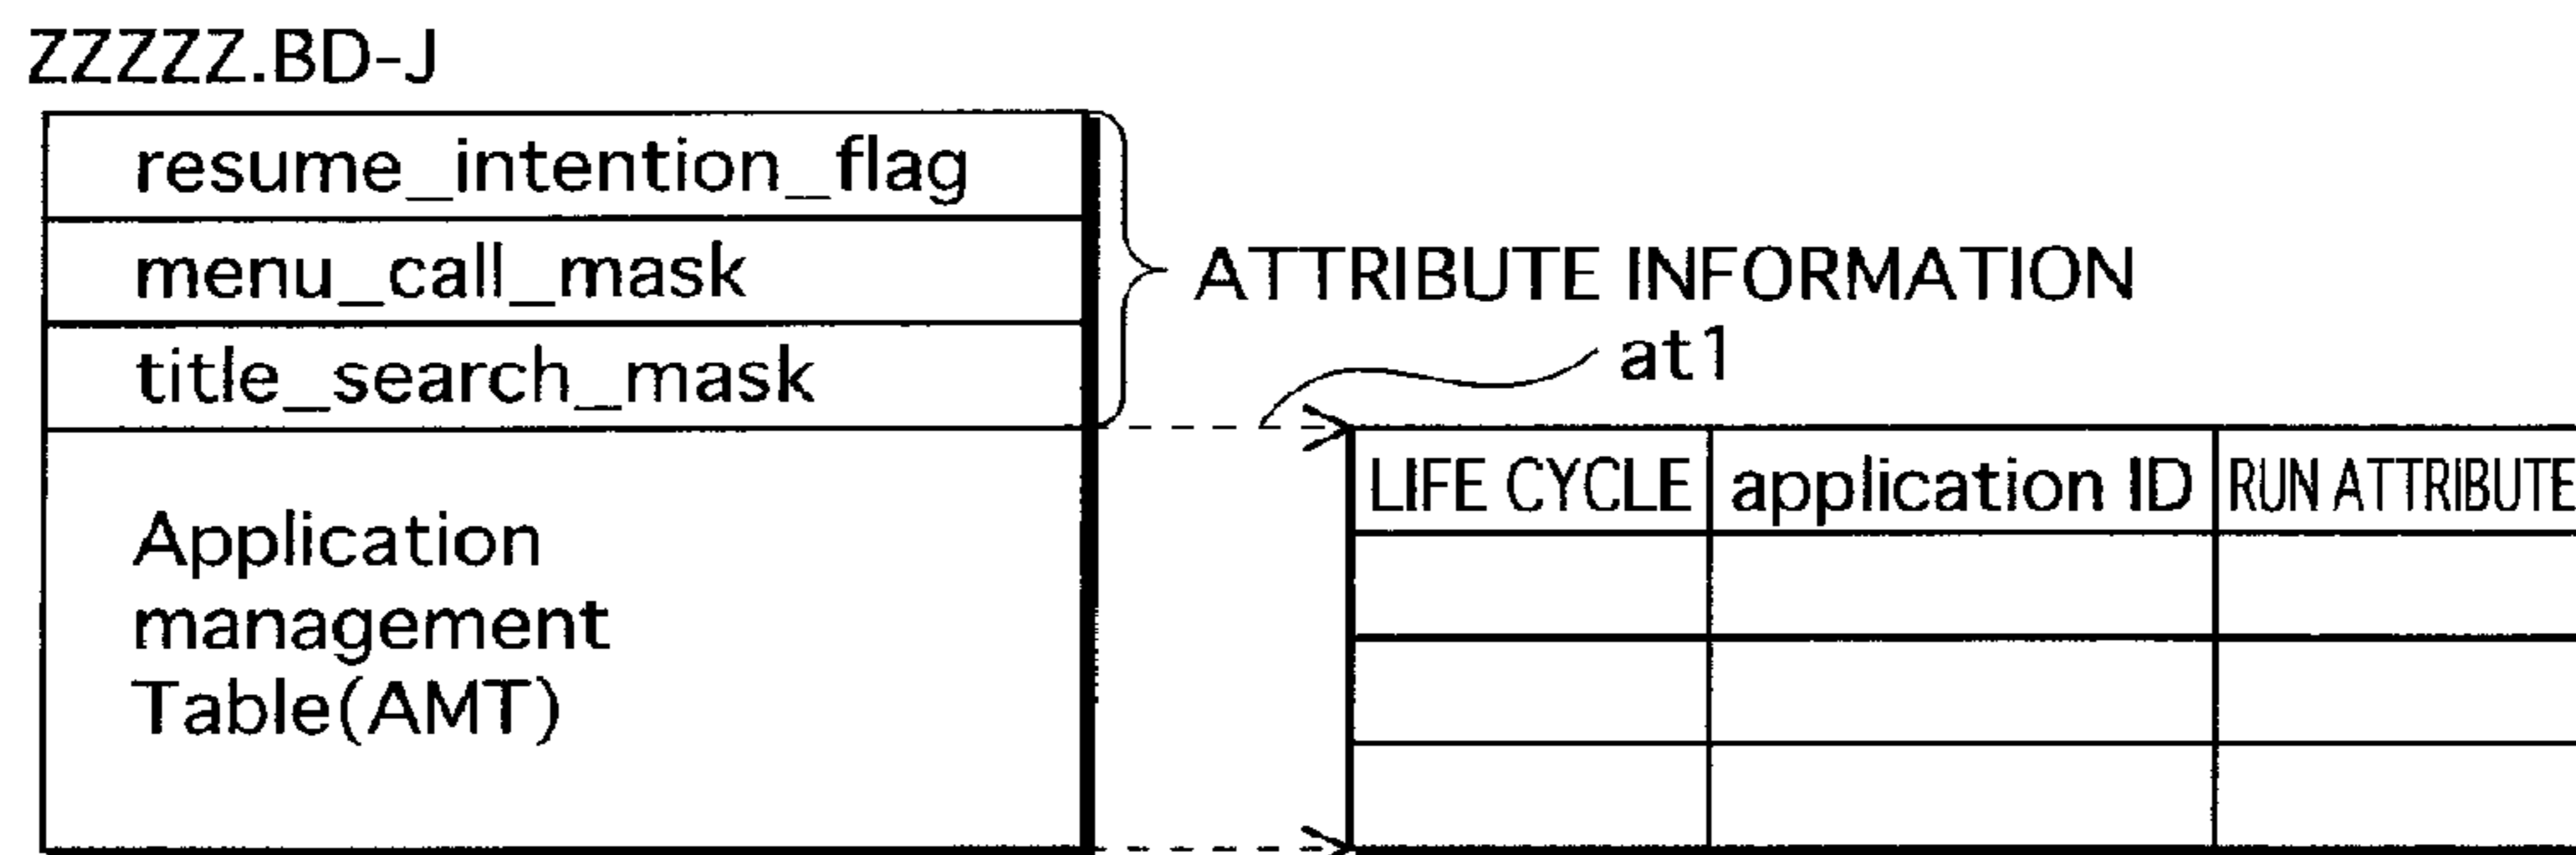 ZZZZZ.BD-J
resume_intention_flag
menu_call_mask
title_search_mask
ATTRIBUTE INFORMATION
at1
Application
management
Table(AMT)
LIFE CYCLE application ID RUN ATTRIBUTE